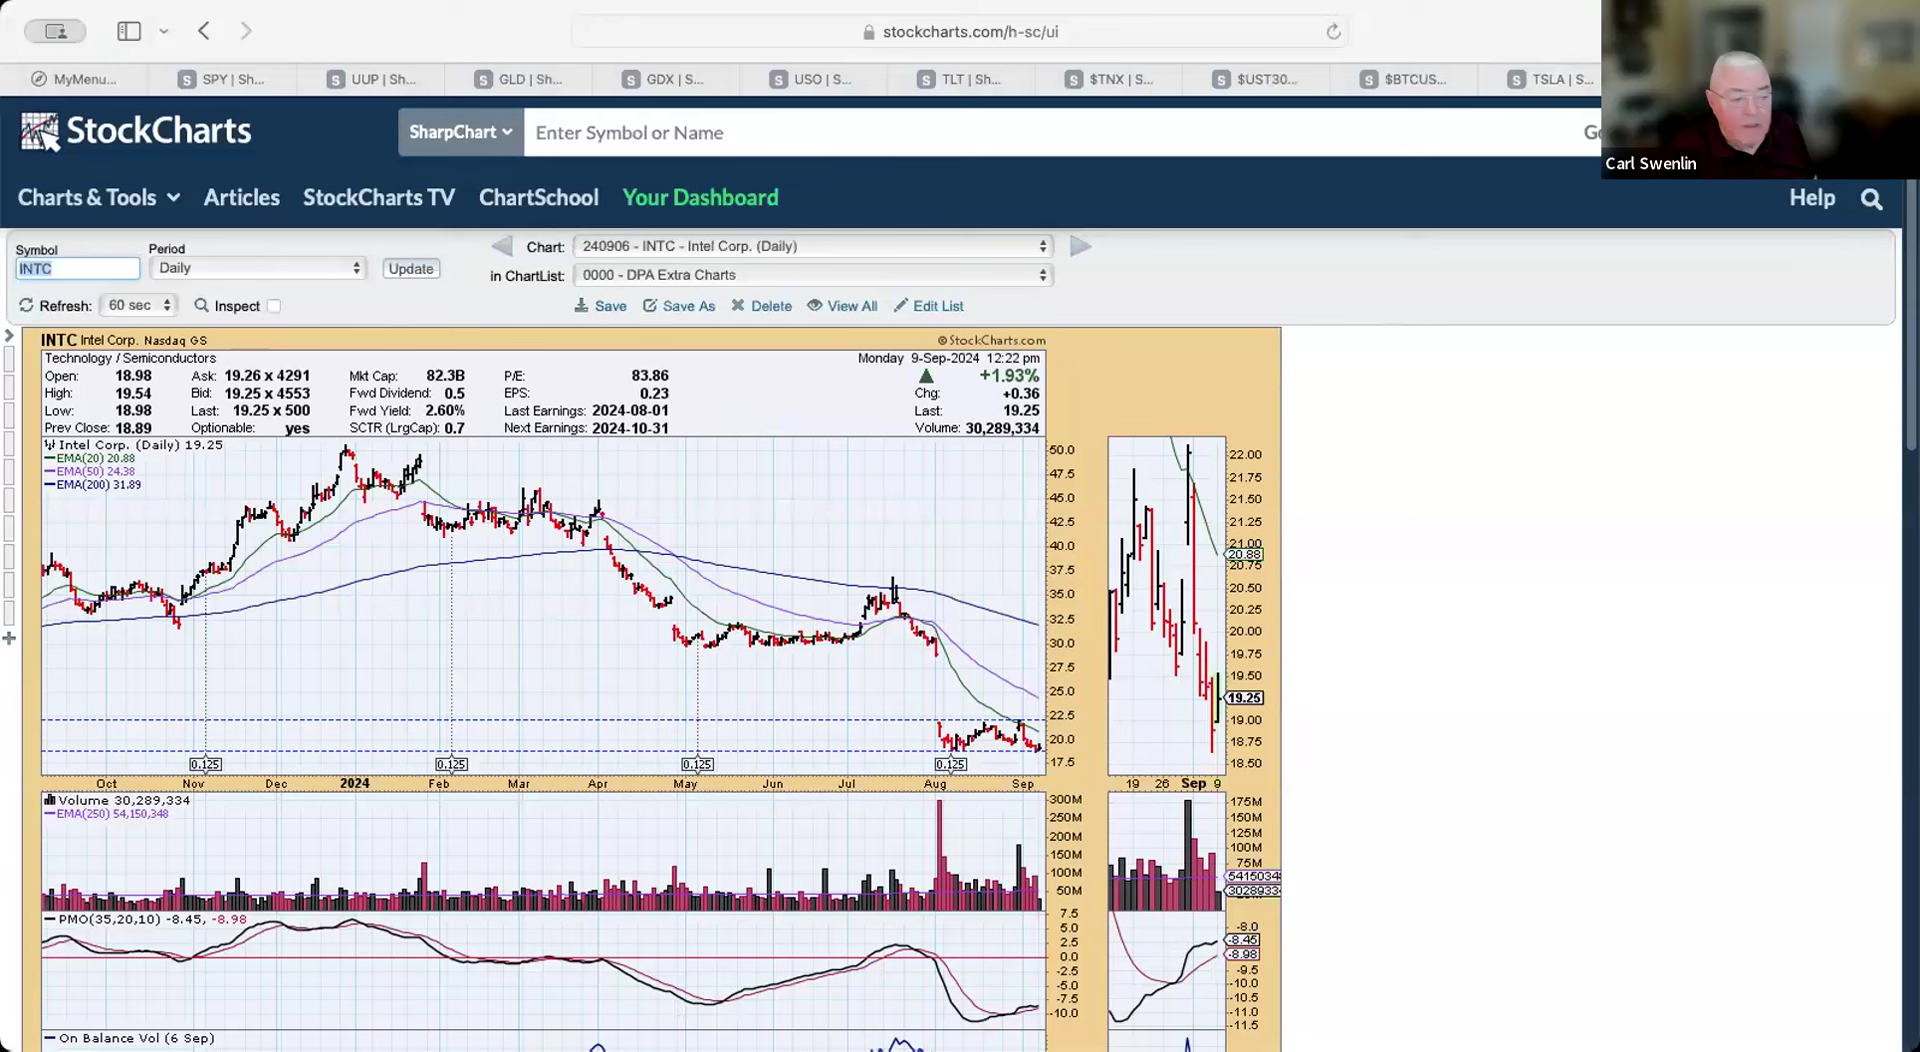 stockcharts.com/h-sc/ui
MyMenu...
S SPY | Sh...
S UUP | Sh...
S GLD | Sh...
S GDX | S...
S USO | S...
S TLT | Sh...
S $TNX | S...
S $UST30...
S $BTCUS...
S TSLA | S...
StockCharts
SharpChart
Enter Symbol or Name
Carl Swenlin
Charts & Tools
Articles
StockCharts TV
ChartSchool
Your Dashboard
Help
Symbol
Period
INTC
Daily
Update
Chart:
240906 - INTC - Intel Corp. (Daily)
in ChartList:
0000 - DPA Extra Charts
Refresh:
60 sec
Inspect
Save
Save As
Delete
View All
Edit List
INTC Intel Corp. Nasdaq GS
©StockCharts.com
Technology / Semiconductors
Monday 9-Sep-2024 12:22 pm
Open: 18.98 Ask: 19.26 x 4291 Mkt Cap: 82.3B P/E: 83.86 +1.93%
High: 19.54 Bid: 19.25 x 4553 Fwd Dividend: 0.5 EPS: 0.23 Chg: +0.36
Low: 18.98 Last: 19.25 x 500 Fwd Yield: 2.60% Last Earnings: 2024-08-01 Last: 19.25
Prev Close: 18.89 Optionable: yes SCTR (LrgCap): 0.7 Next Earnings: 2024-10-31 Volume: 30,289,334
Intel Corp. (Daily) 19.25
EMA(20) 20.88
EMA(50) 24.38
EMA(200) 31.89
50.0
47.5
45.0
42.5
40.0
37.5
35.0
32.5
30.0
27.5
25.0
22.5
20.0
17.5
0.125
0.125
0.125
0.125
Oct Nov Dec 2024 Feb Mar Apr May Jun Jul Aug Sep
22.00
21.75
21.50
21.25
21.00
20.88
20.75
20.50
20.25
20.00
19.75
19.50
19.25
19.00
18.75
18.50
19 26 Sep 9
Volume 30,289,334
EMA(250) 54,150,348
300M
250M
200M
150M
100M
50M
175M
150M
125M
100M
75M
5415034
3028933
PMO(35,20,10) -8.45, -8.98
7.5
5.0
2.5
0.0
-2.5
-5.0
-7.5
-10.0
-8.0
-8.45
-8.98
-9.5
-10.0
-10.5
-11.0
-11.5
On Balance Vol (6 Sep)